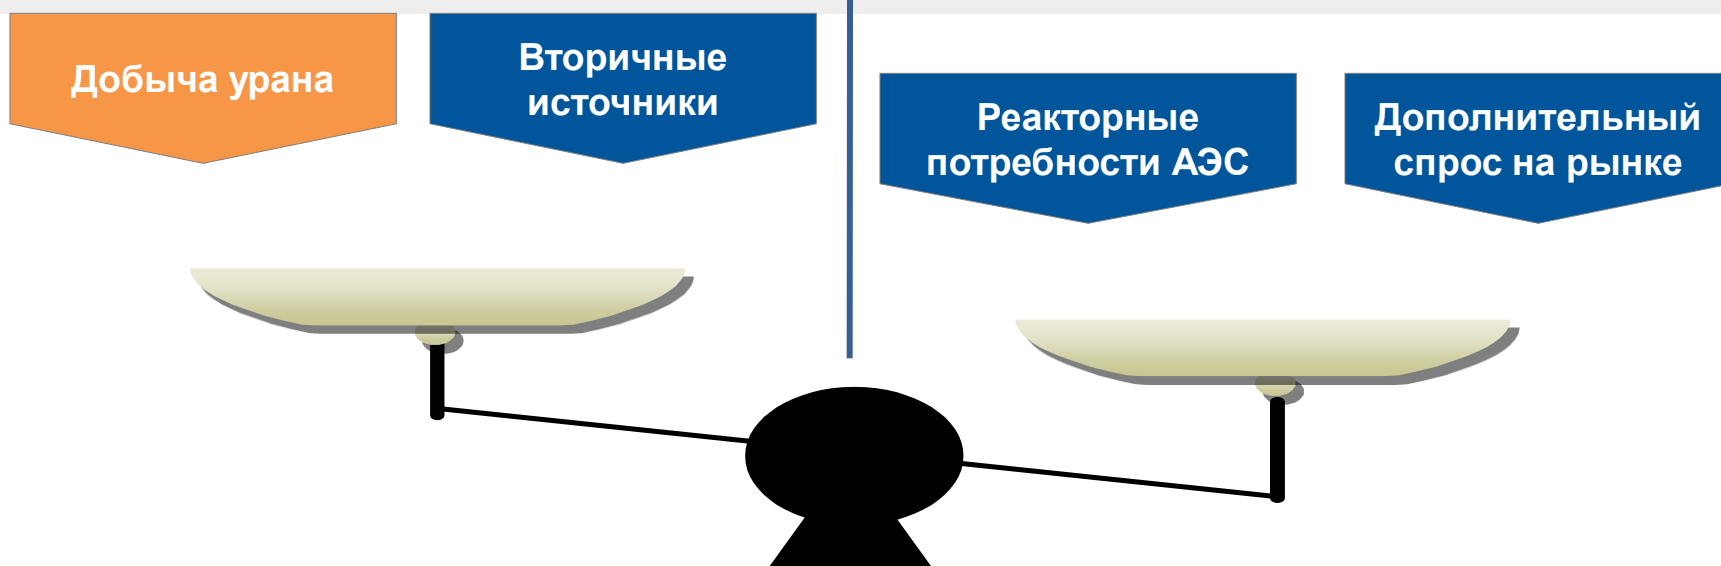 Добыча урана
Вторичные
источники
Реакторные
потребности АЭС
Дополнительный
спрос на рынке